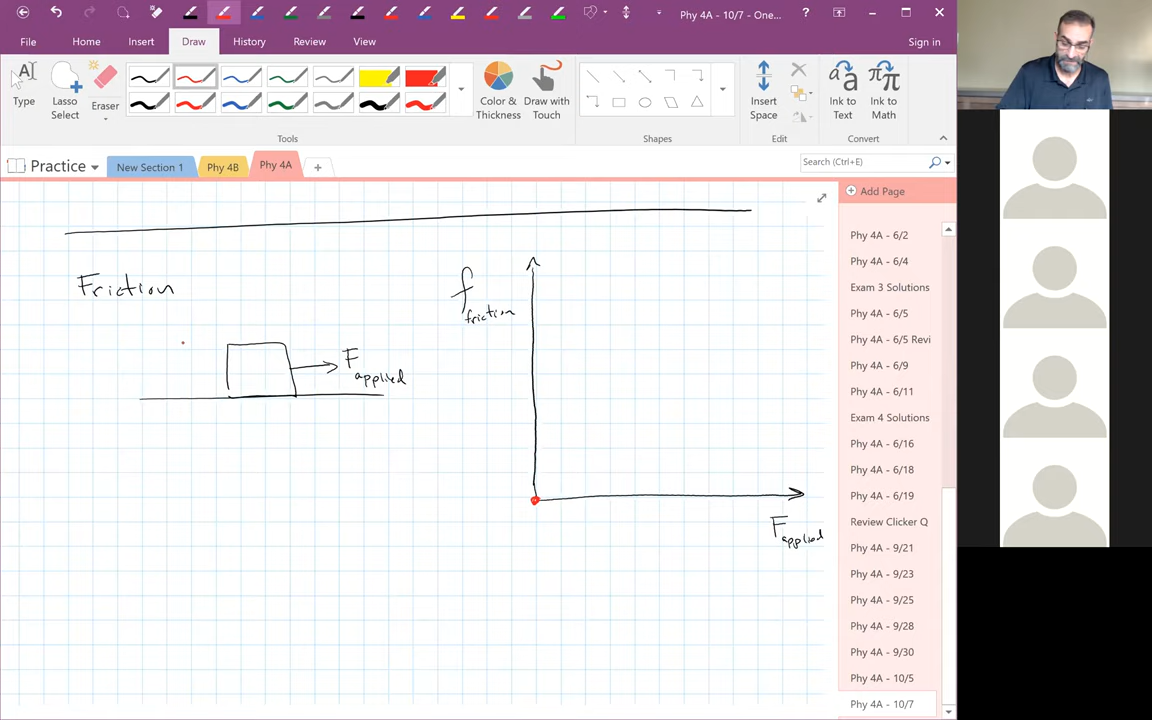 Phy 4A - 10/7 - One...
?
File
Home
Insert
Draw
History
Review
View
Sign in
Type
Lasso
Select
Eraser
Color &
Thickness
Draw with
Touch
Insert
Space
Ink to
Text
Ink to
Math
Tools
Shapes
Edit
Convert
Practice
New Section 1
Phy 4B
Phy 4A
+
Search (Ctrl+E)
Add Page
Phy 4A - 6/2
Phy 4A - 6/4
Exam 3 Solutions
Phy 4A - 6/5
Phy 4A - 6/5 Revi
Phy 4A - 6/9
Phy 4A - 6/11
Exam 4 Solutions
Phy 4A - 6/16
Phy 4A - 6/18
Phy 4A - 6/19
Review Clicker Q
Phy 4A - 9/21
Phy 4A - 9/23
Phy 4A - 9/25
Phy 4A - 9/28
Phy 4A - 9/30
Phy 4A - 10/5
Phy 4A - 10/7
Friction
F applied
f friction
F applied